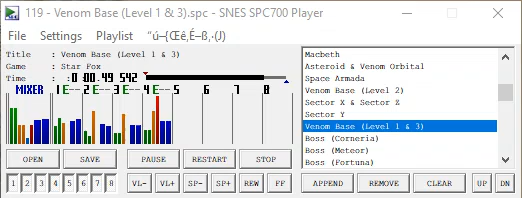 119 - Venom Base (Level 1 & 3).spc - SNES SPC700 Player
File Settings Playlist “ú–{Œê‚É–ß‚·(J)
Title : Venom Base (Level 1 & 3)
Game : Star Fox
Time : :0:00.49.542
MIXER 1 E-- 2 E-- 3 E-- 4 E-- 5 6 7 8
OPEN SAVE PAUSE RESTART STOP
1 2 3 4 5 6 7 8 VL- VL+ SP- SP+ REW FF
Macbeth
Asteroid & Venom Orbital
Space Armada
Venom Base (Level 2)
Sector X & Sector Z
Sector Y
Venom Base (Level 1 & 3)
Boss (Corneria)
Boss (Meteor)
Boss (Fortuna)
APPEND REMOVE CLEAR UP DN